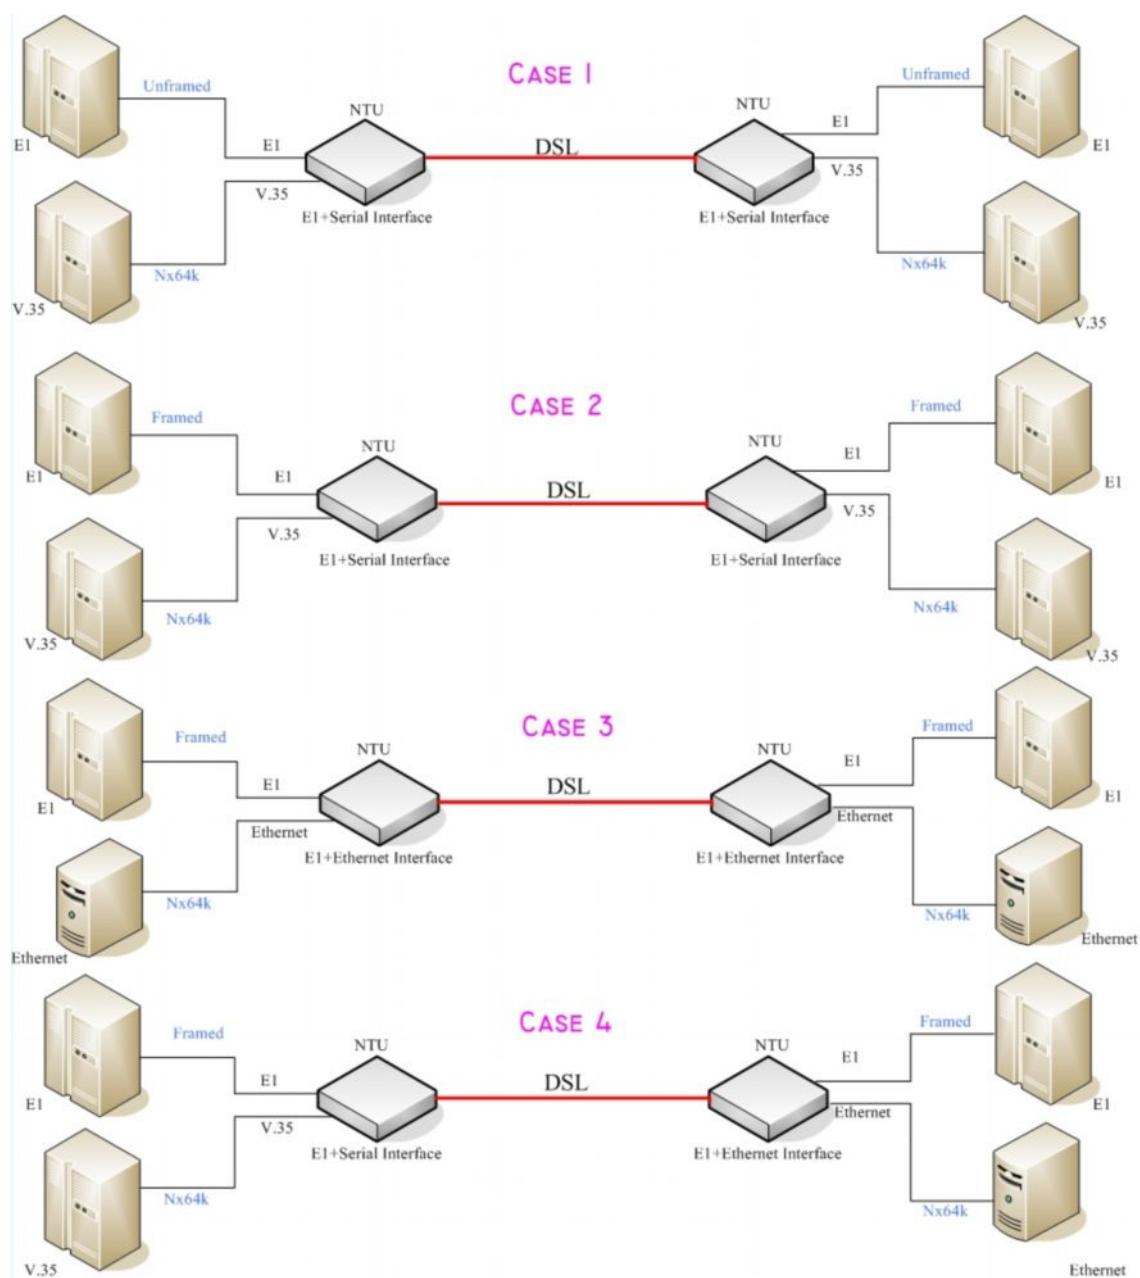 CASE 1
Unframed
E1
E1
V.35
Nx64k
V.35
NTU
E1+Serial Interface
DSL
NTU
E1+Serial Interface
Unframed
E1
E1
V.35
Nx64k
V.35
CASE 2
Framed
E1
E1
V.35
Nx64k
V.35
NTU
E1+Serial Interface
DSL
NTU
E1+Serial Interface
Framed
E1
E1
V.35
Nx64k
V.35
CASE 3
Framed
E1
E1
Ethernet
Nx64k
Ethernet
NTU
E1+Ethernet Interface
DSL
NTU
E1+Ethernet Interface
Framed
E1
E1
Ethernet
Nx64k
Ethernet
CASE 4
Framed
E1
E1
V.35
Nx64k
V.35
NTU
E1+Serial Interface
DSL
NTU
E1+Ethernet Interface
Framed
E1
E1
Ethernet
Nx64k
Ethernet